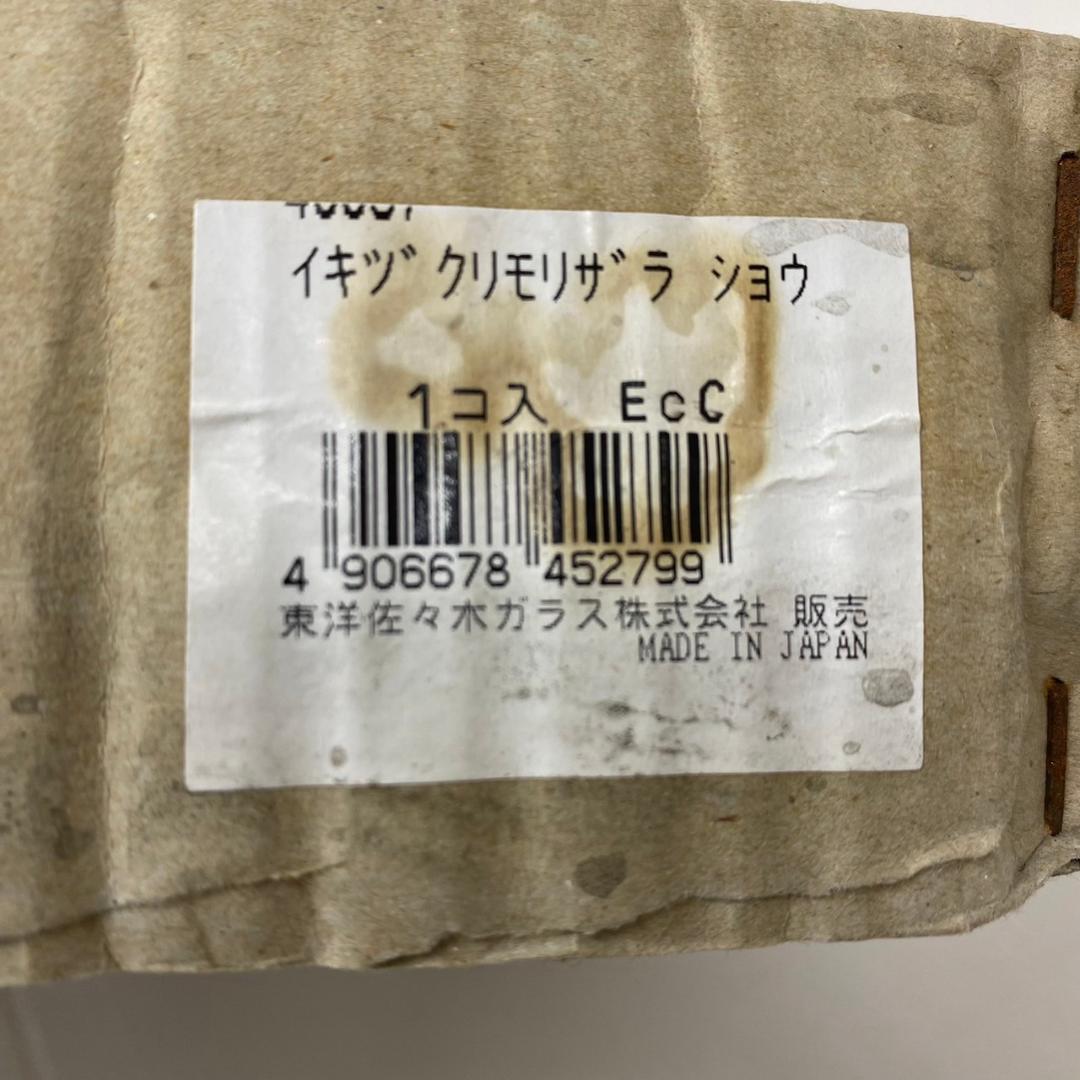 イキヅクリモリザラ ショウ
1コ入 EcC
4 906678 452799
東洋佐々木ガラス株式会社 販売
MADE IN JAPAN